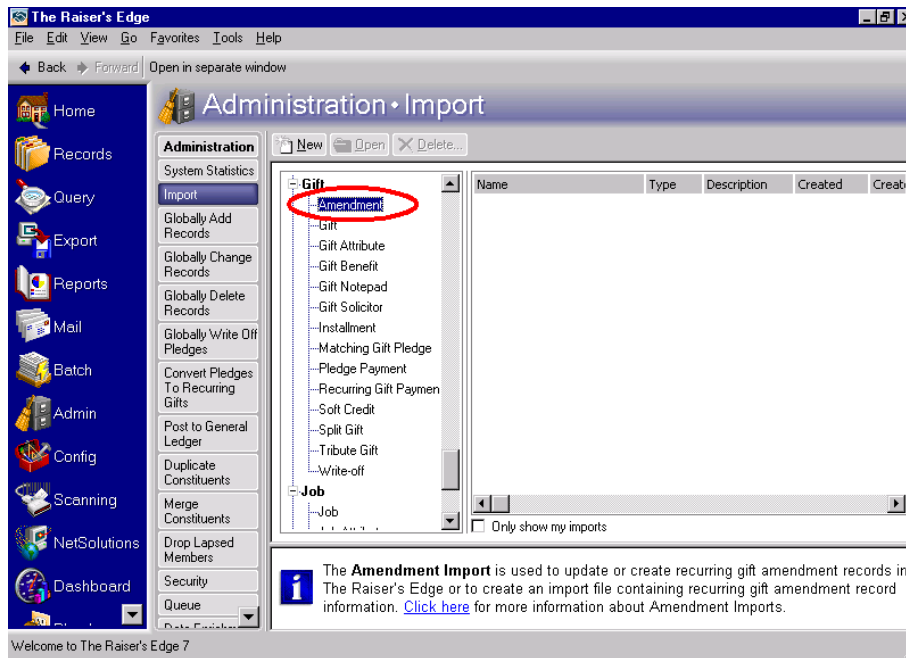 The Raiser's Edge
File Edit View Go Favorites Tools Help
Back Forward Open in separate window
Administration • Import
Home
Records
Query
Export
Reports
Mail
Batch
Admin
Config
Scanning
NetSolutions
Dashboard
Administration
System Statistics
Import
Globally Add
Records
Globally Change
Records
Globally Delete
Records
Globally Write Off
Pledges
Convert Pledges
To Recurring
Gifts
Post to General
Ledger
Duplicate
Constituents
Merge
Constituents
Drop Lapsed
Members
Security
Queue
New Open Delete...
Gift
Amendment
Gift
Gift Attribute
Gift Benefit
Gift Notepad
Gift Solicitor
Installment
Matching Gift Pledge
Pledge Payment
Recurring Gift Paymen
Soft Credit
Split Gift
Tribute Gift
Write-off
Job
Job
Name Type Description Created Creat
Only show my imports
The Amendment Import is used to update or create recurring gift amendment records in
The Raiser's Edge or to create an import file containing recurring gift amendment record
information. Click here for more information about Amendment Imports.
Welcome to The Raiser's Edge 7